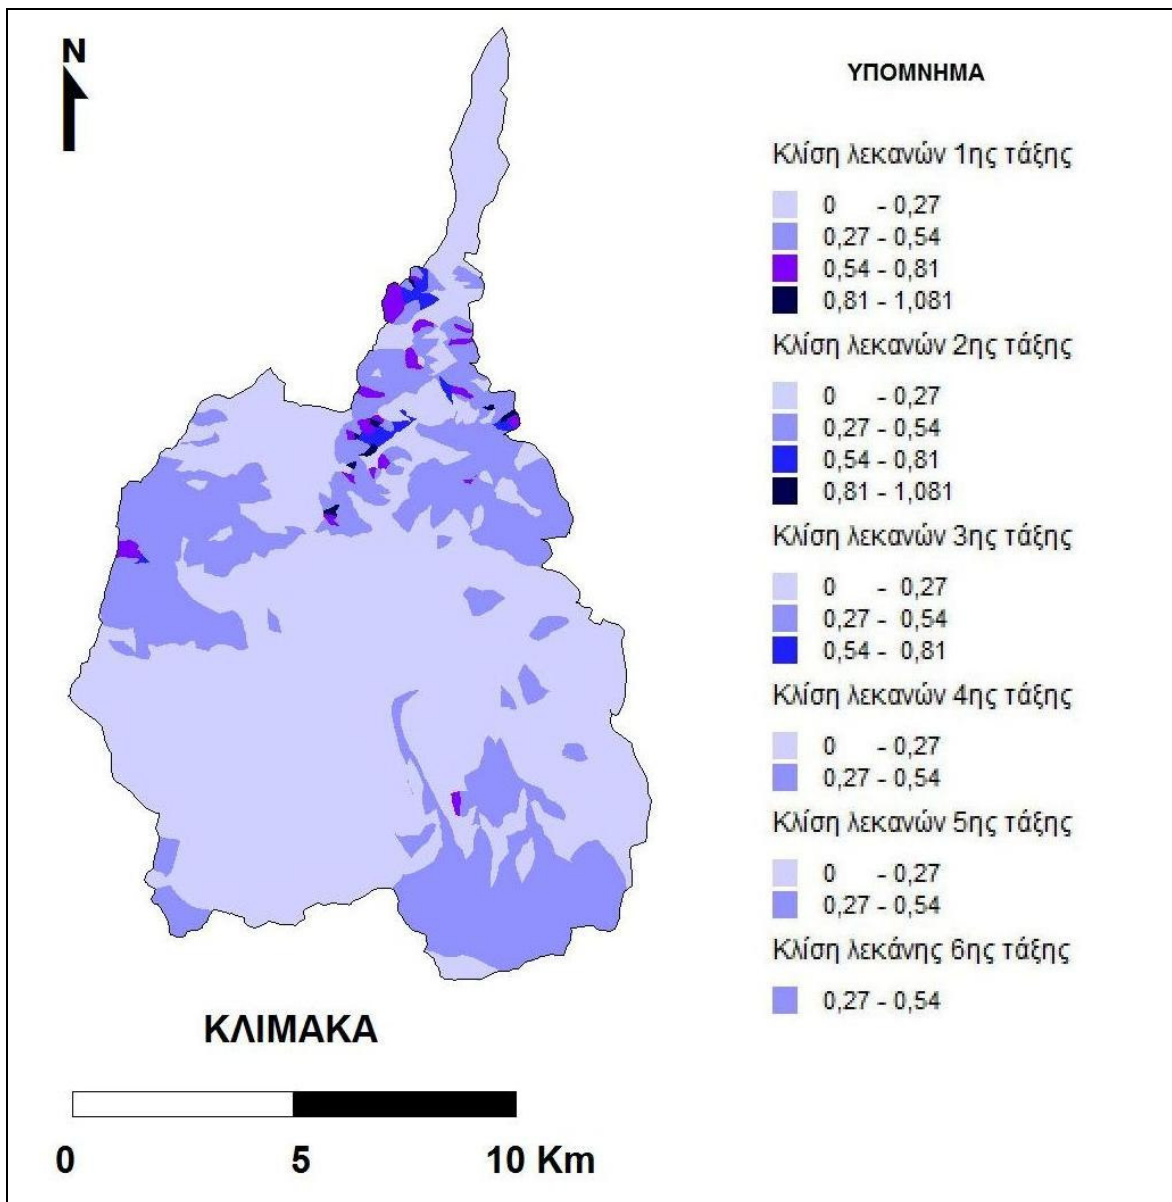 N
ΥΠΟΜΝΗΜΑ
Κλίση λεκανών 1ης τάξης
0 - 0,27
0,27 - 0,54
0,54 - 0,81
0,81 - 1,081
Κλίση λεκανών 2ης τάξης
0 - 0,27
0,27 - 0,54
0,54 - 0,81
0,81 - 1,081
Κλίση λεκανών 3ης τάξης
0 - 0,27
0,27 - 0,54
0,54 - 0,81
Κλίση λεκανών 4ης τάξης
0 - 0,27
0,27 - 0,54
Κλίση λεκανών 5ης τάξης
0 - 0,27
0,27 - 0,54
Κλίση λεκάνης 6ης τάξης
0,27 - 0,54
ΚΛΙΜΑΚΑ
0 5 10 Km